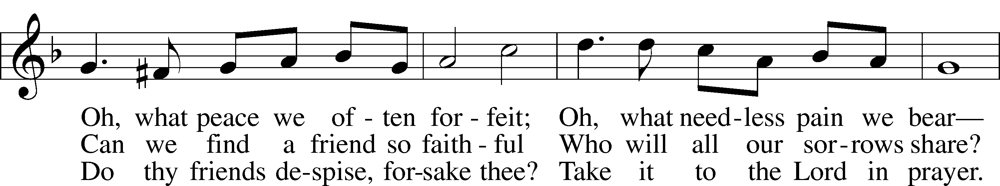 Oh, what peace we of - ten for - feit; Oh, what need - less pain we bear—
Can we find a friend so faith - ful Who will all our sor - rows share?
Do thy friends de - spise, for - sake thee? Take it to the Lord in prayer.